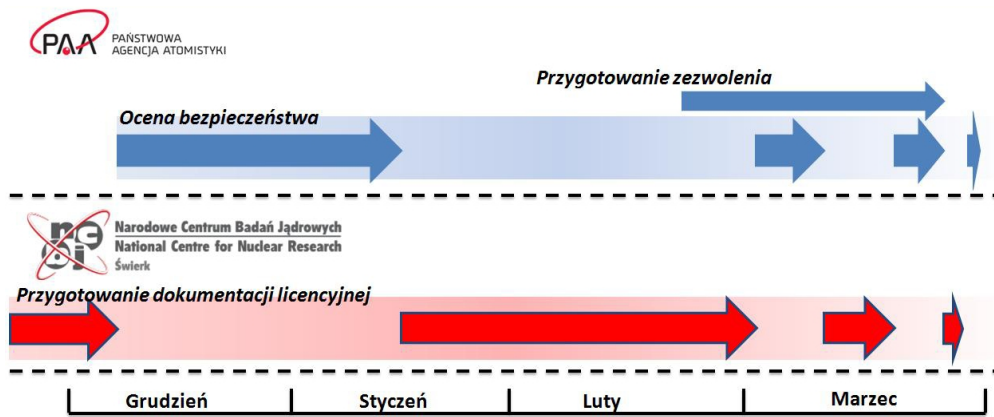 PAA
PAŃSTWOWA
AGENCJA ATOMISTYKI
Przygotowanie zezwolenia
Ocena bezpieczeństwa
ncbj
Narodowe Centrum Badań Jądrowych
National Centre for Nuclear Research
Świerk
Przygotowanie dokumentacji licencyjnej
Grudzień
Styczeń
Luty
Marzec